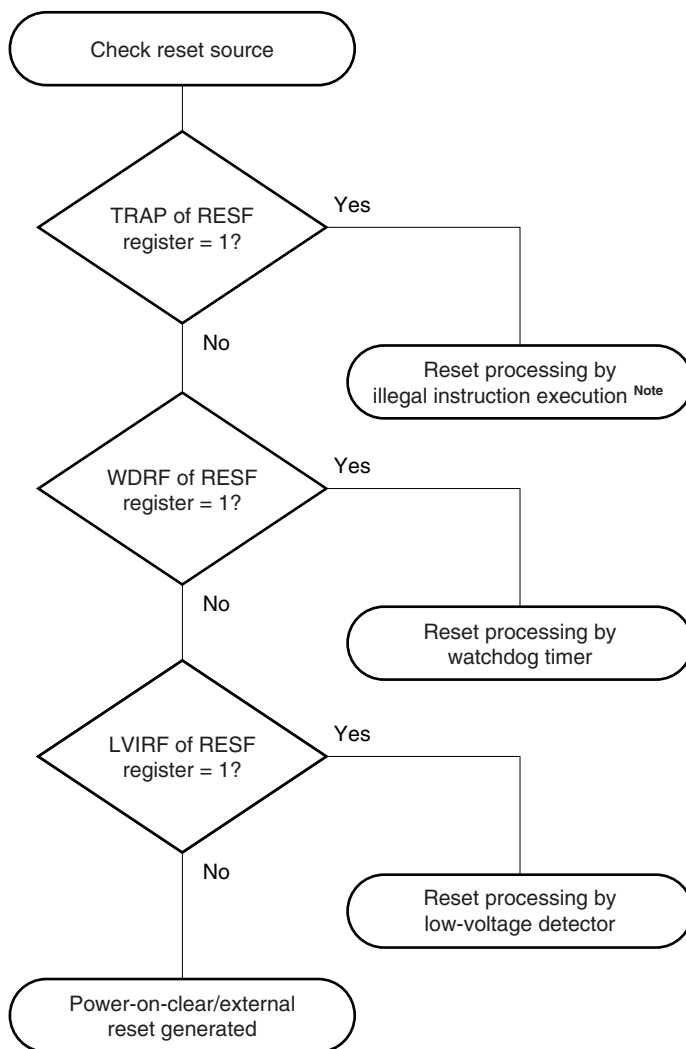 Check reset source
TRAP of RESF
register = 1?
Yes
No
Reset processing by
illegal instruction execution Note
WDRF of RESF
register = 1?
Yes
No
Reset processing by
watchdog timer
LVIRF of RESF
register = 1?
Yes
No
Reset processing by
low-voltage detector
Power-on-clear/external
reset generated